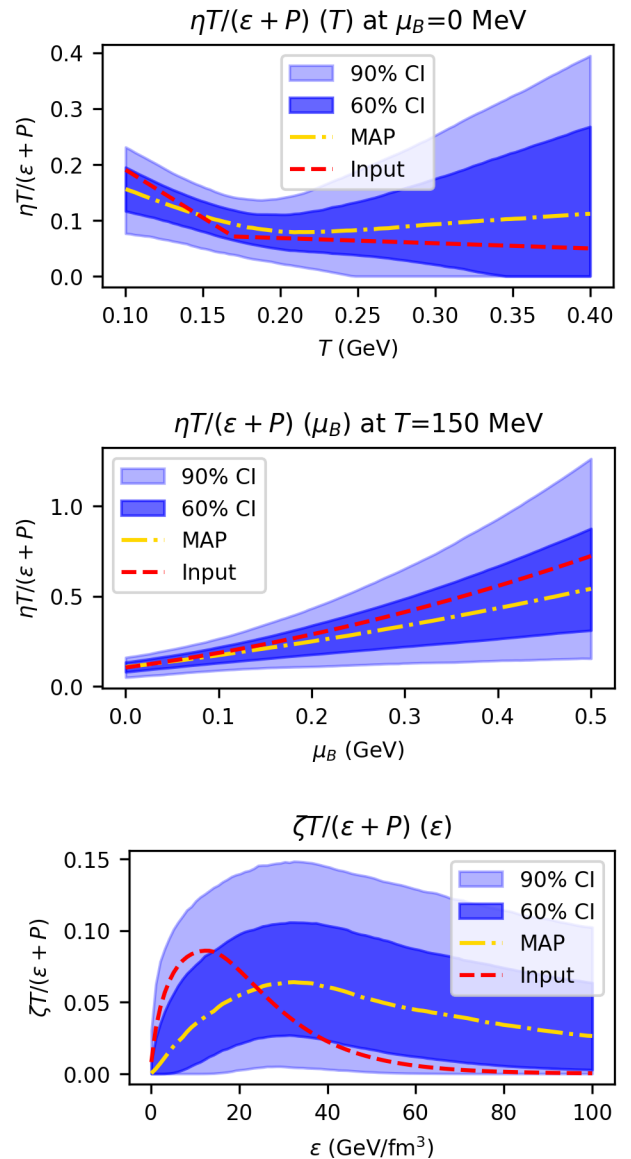 ηT/(ε + P) (T) at μ_B=0 MeV
0.4
0.3
0.2
0.1
0.0
ηT/(ε + P)
90% CI
60% CI
MAP
Input
0.10 0.15 0.20 0.25 0.30 0.35 0.40
T (GeV)
ηT/(ε + P) (μ_B) at T=150 MeV
1.0
0.5
0.0
ηT/(ε + P)
90% CI
60% CI
MAP
Input
0.0 0.1 0.2 0.3 0.4 0.5
μ_B (GeV)
ζT/(ε + P) (ε)
0.15
0.10
0.05
0.00
ζT/(ε + P)
90% CI
60% CI
MAP
Input
0 20 40 60 80 100
ε (GeV/fm³)